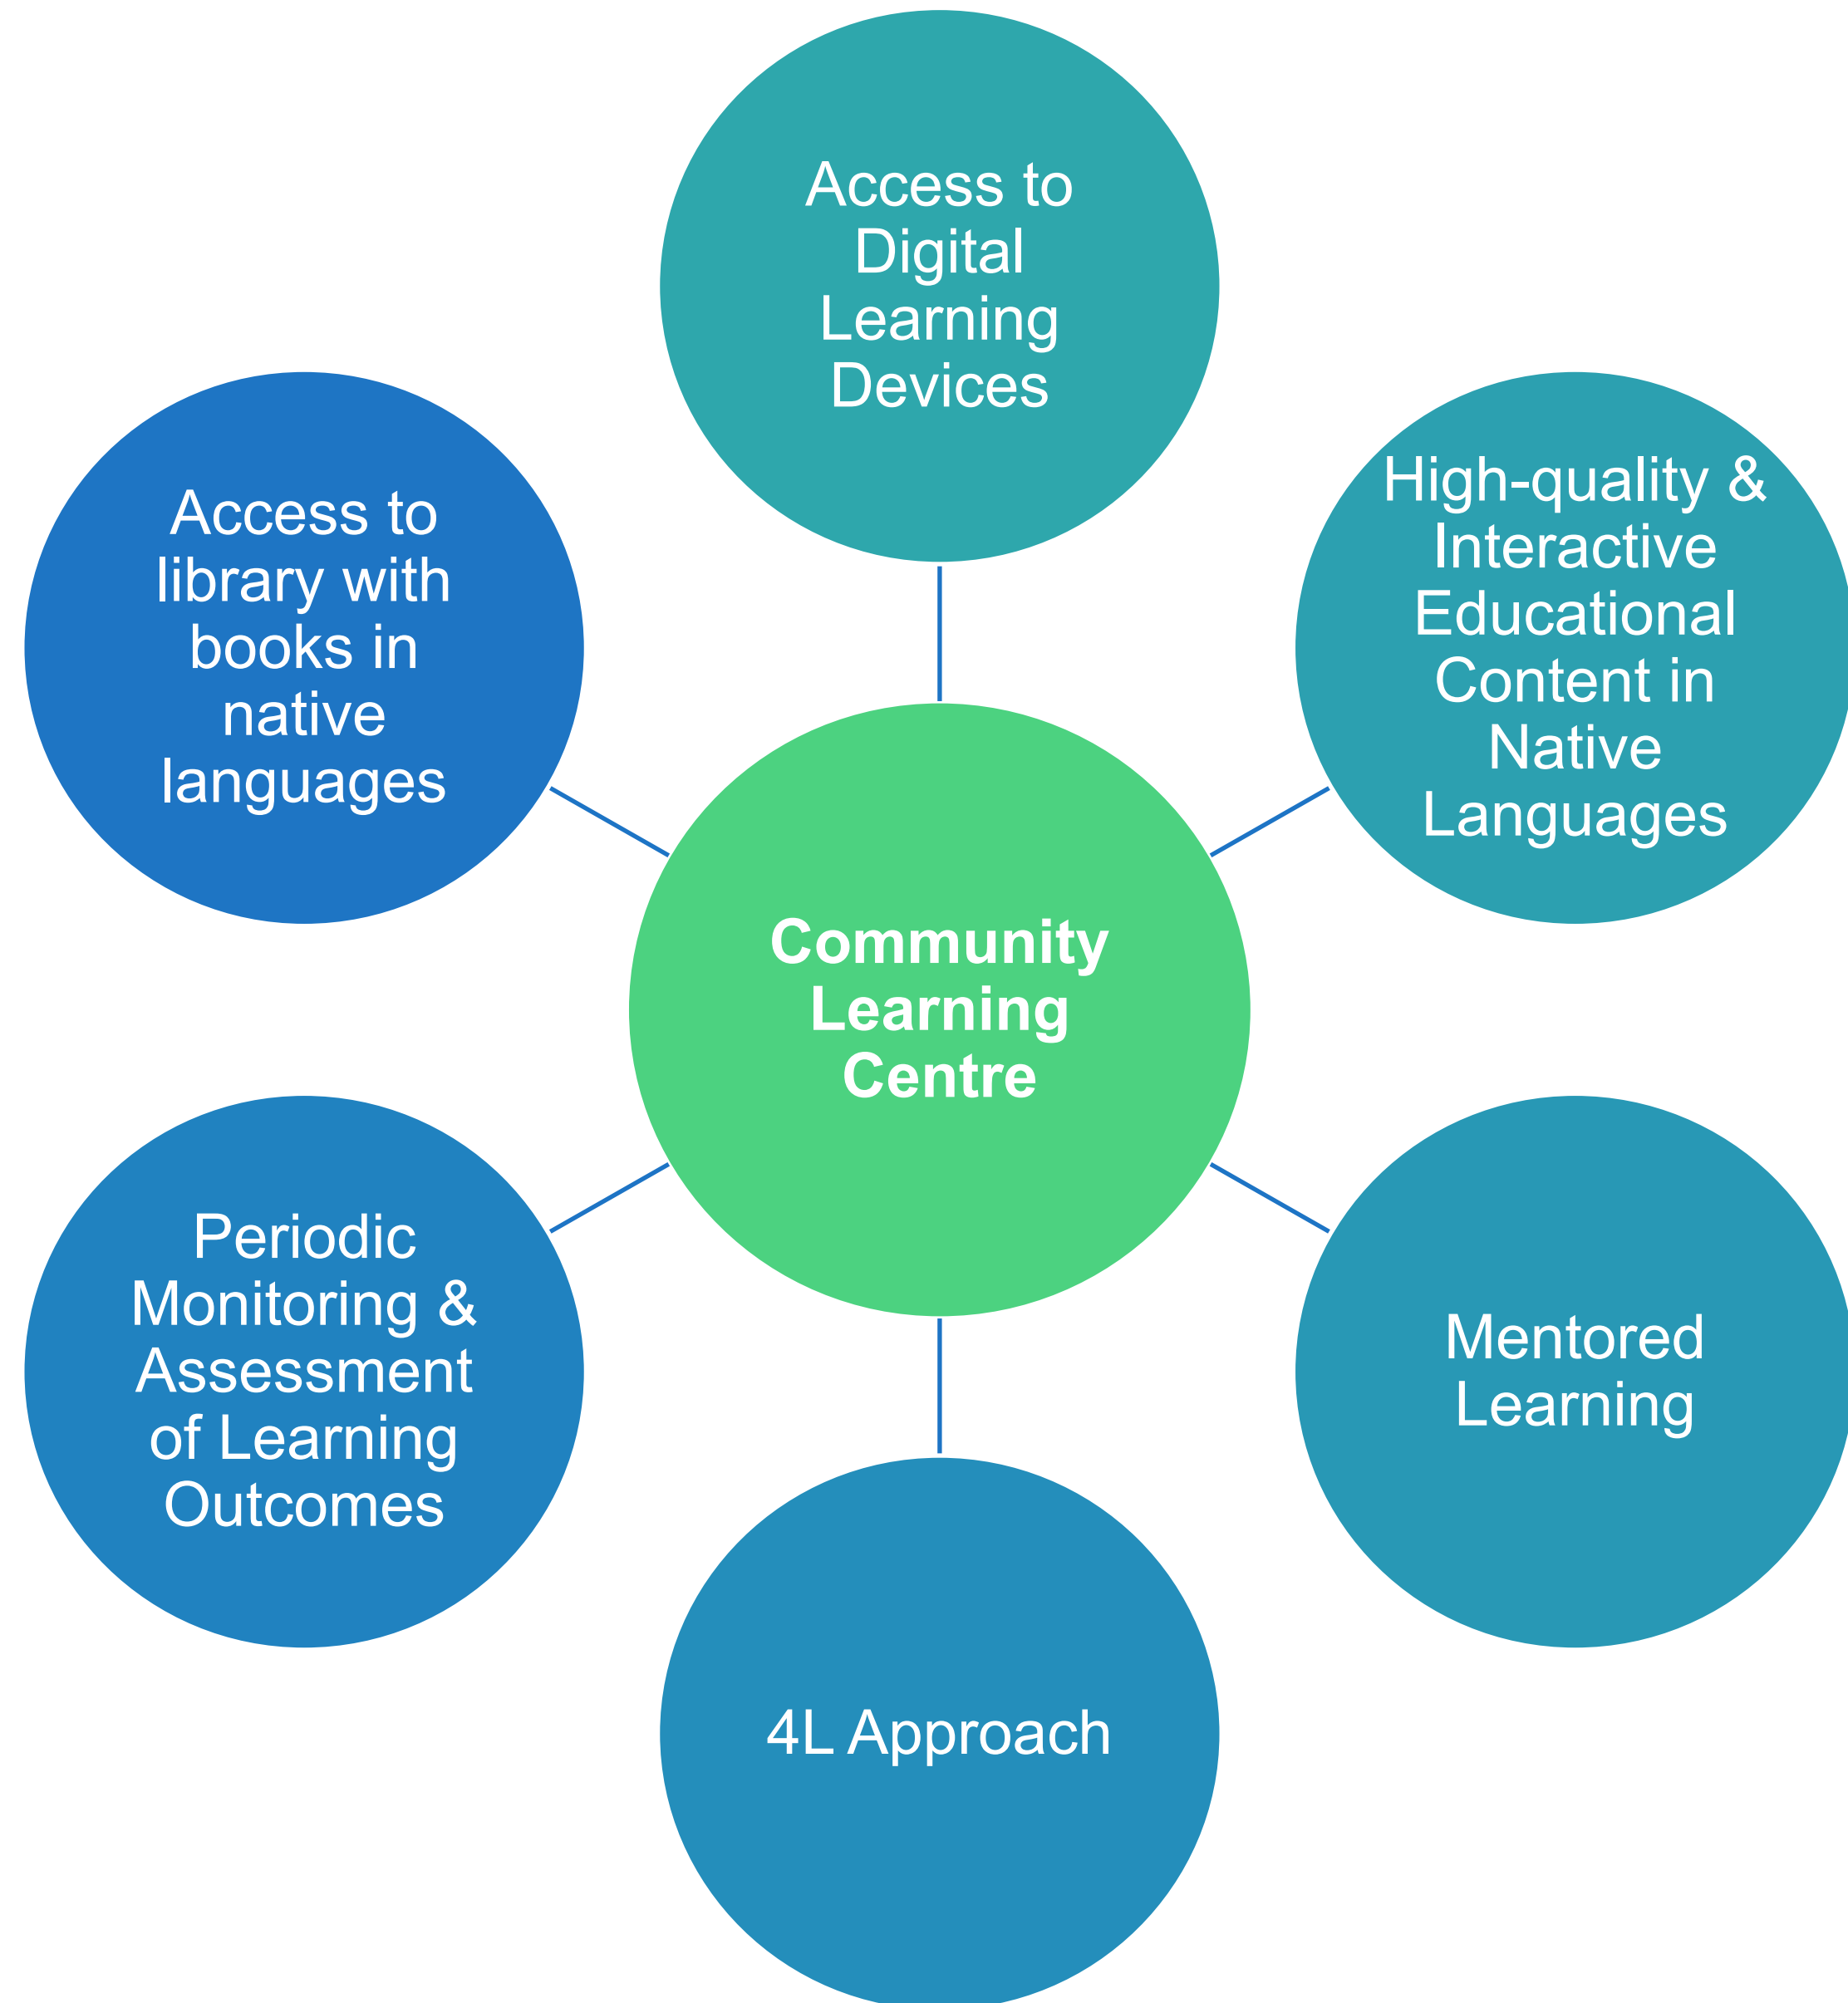 Access to
Digital
Learning
Devices
High-quality &
Interactive
Educational
Content in
Native
Languages
Mentored
Learning
4L Approach
Periodic
Monitoring &
Assessment
of Learning
Outcomes
Access to
library with
books in
native
languages
Community
Learning
Centre